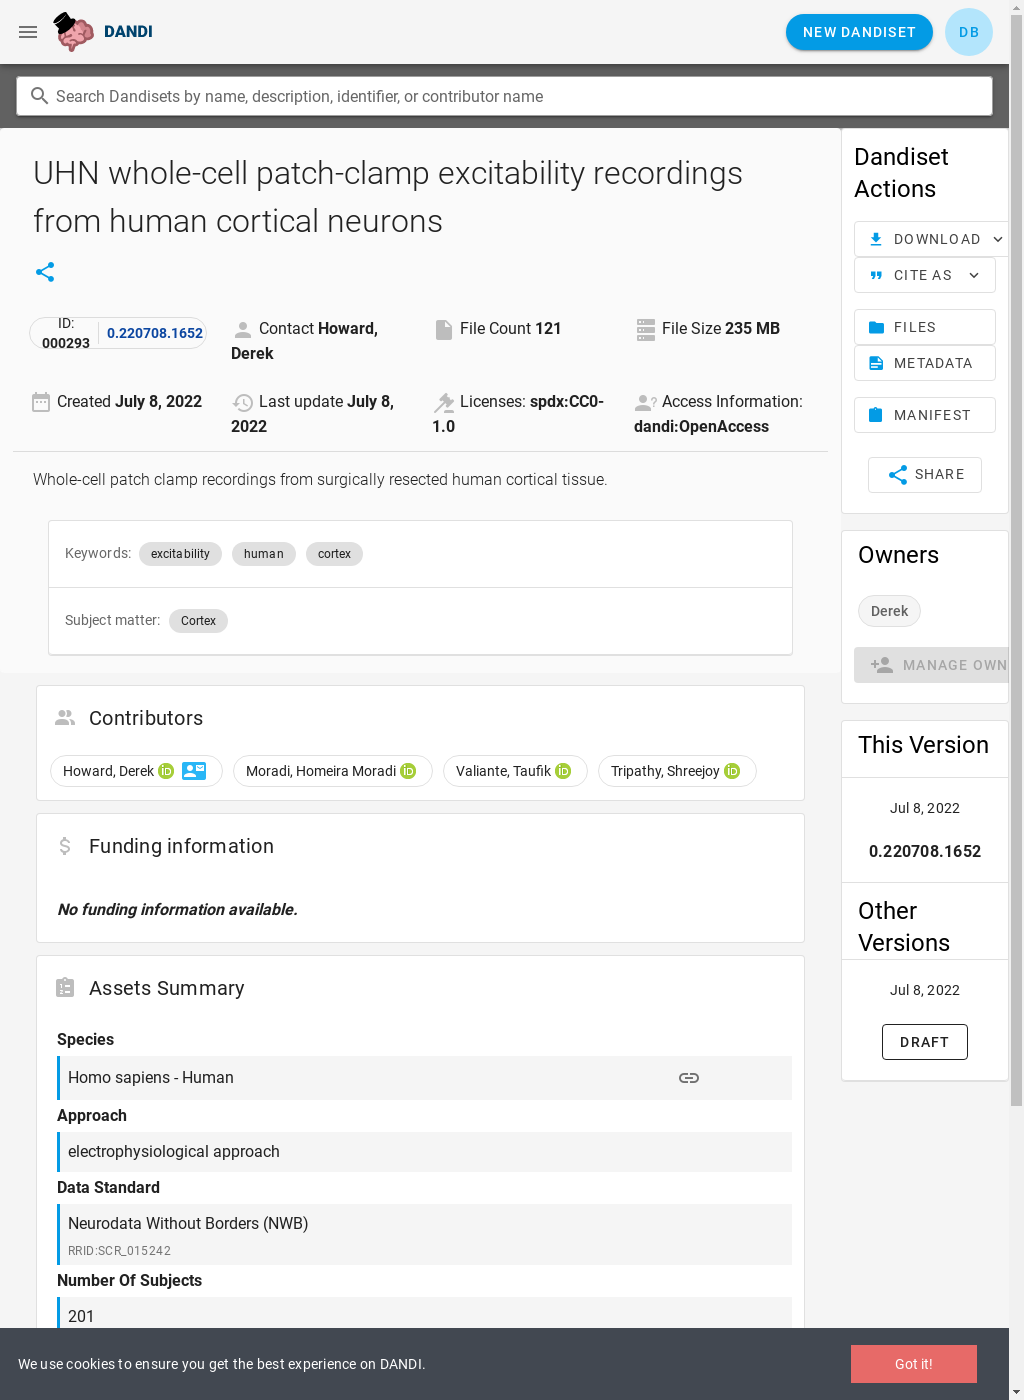 DANDI
NEW DANDISET
DB
Search Dandisets by name, description, identifier, or contributor name
UHN whole-cell patch-clamp excitability recordings
from human cortical neurons
ID:
000293
0.220708.1652
Contact Howard,
Derek
File Count 121
File Size 235 MB
Created July 8, 2022
Last update July 8,
2022
Licenses: spdx:CC0-
1.0
Access Information:
dandi:OpenAccess
Whole-cell patch clamp recordings from surgically resected human cortical tissue.
Keywords: excitability human cortex
Subject matter: Cortex
Contributors
Howard, Derek iD Moradi, Homeira Moradi iD Valiante, Taufik iD Tripathy, Shreejoy iD
Funding information
No funding information available.
Assets Summary
Species
Homo sapiens - Human
Approach
electrophysiological approach
Data Standard
Neurodata Without Borders (NWB)
RRID:SCR_015242
Number Of Subjects
201
Dandiset
Actions
DOWNLOAD
CITE AS
FILES
METADATA
MANIFEST
SHARE
Owners
Derek
MANAGE OWN
This Version
Jul 8, 2022
0.220708.1652
Other
Versions
Jul 8, 2022
DRAFT
We use cookies to ensure you get the best experience on DANDI.
Got it!